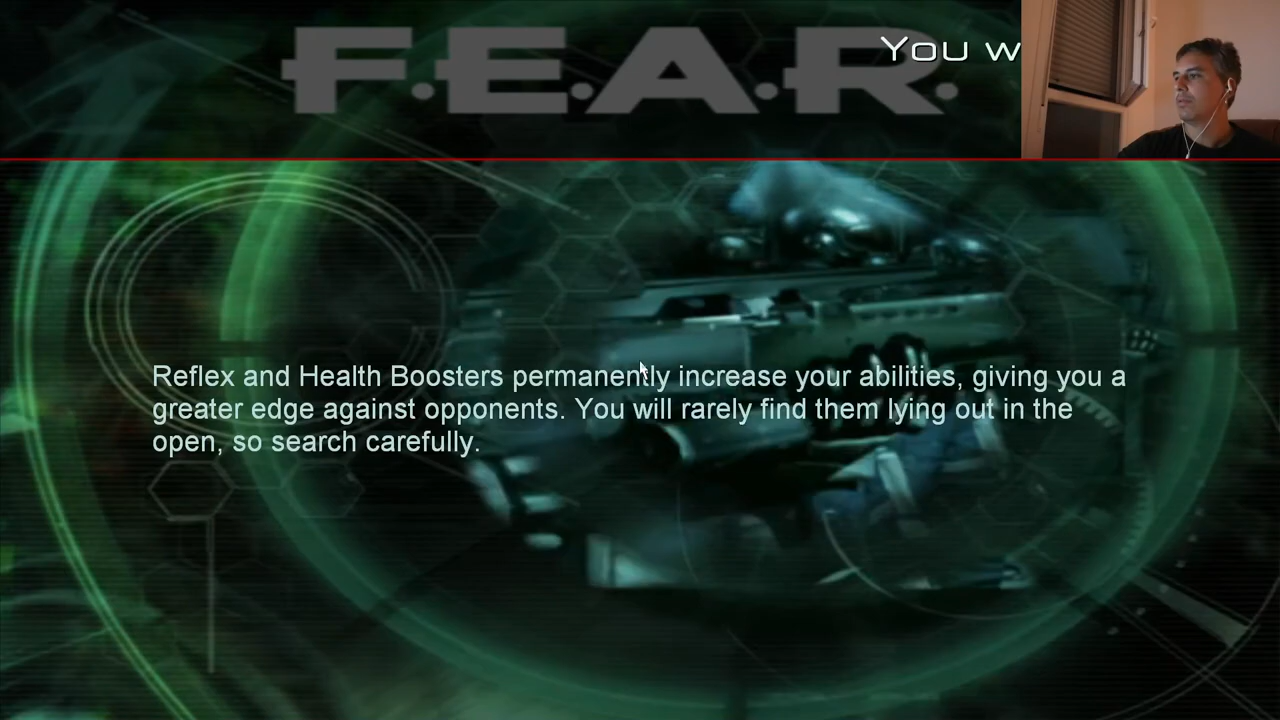 F.E.A.R.
YOU W
Reflex and Health Boosters permanently increase your abilities, giving you a
greater edge against opponents. You will rarely find them lying out in the
open, so search carefully.